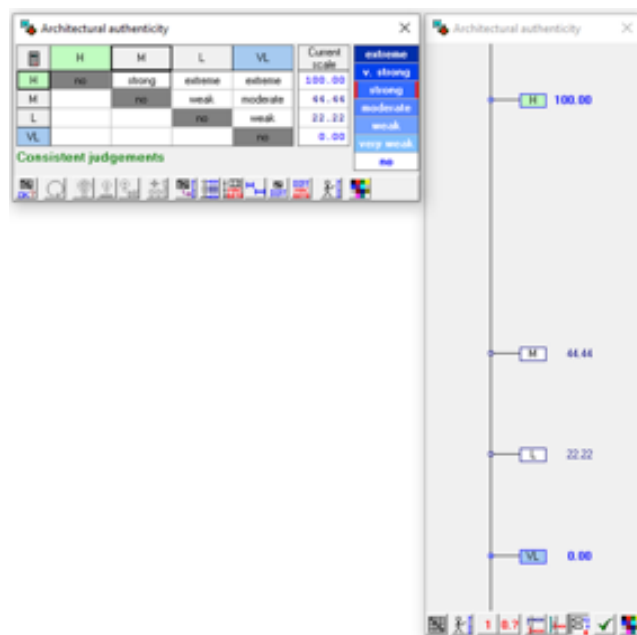 Architectural authenticity
H M L VL Current scale
H no strong extreme extreme 100.00
M no weak moderate 44.44
L no weak 22.22
VL no 0.00
Consistent judgements
extreme
v. strong
strong
moderate
weak
very weak
no
Architectural authenticity
H 100.00
M 44.44
L 22.22
VL 0.00